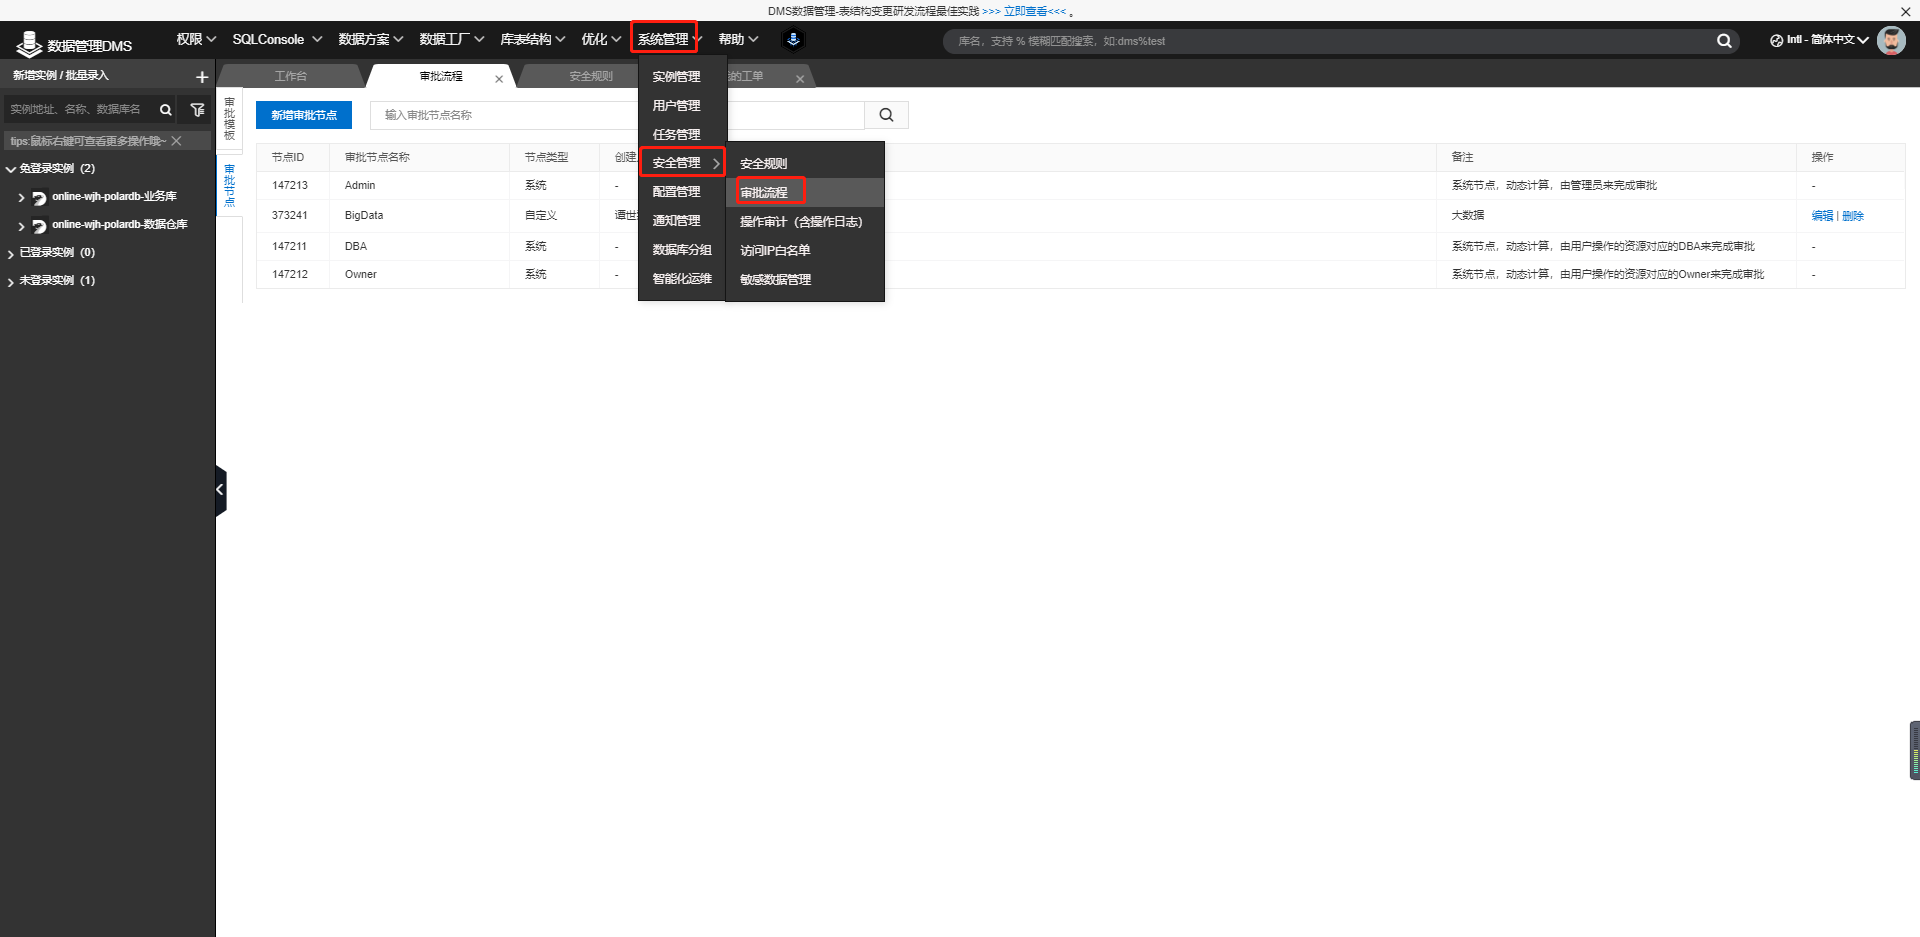 DMS数据管理-表结构变更研发流程最佳实践 >>> 立即查看<<< 。
数据管理DMS
权限 SQLConsole 数据方案 数据工厂 库表结构 优化 系统管理 帮助
库名，支持 % 模糊匹配搜索，如:dms%test
Intl - 简体中文
新增实例 / 批量录入
工作台 审批流程 安全规则 的工单
实例地址、名称、数据库名
tips:鼠标右键可查看更多操作哦~
免登录实例（2）
online-wjh-polardb-业务库
online-wjh-polardb-数据仓库
已登录实例（0）
未登录实例（1）
审批模板
审批节点
新增审批节点 输入审批节点名称
节点ID 审批节点名称 节点类型 创建 备注 操作
147213 Admin 系统 - 系统节点，动态计算，由管理员来完成审批 -
373241 BigData 自定义 谭世 大数据 编辑 | 删除
147211 DBA 系统 - 系统节点，动态计算，由用户操作的资源对应的DBA来完成审批 -
147212 Owner 系统 - 系统节点，动态计算，由用户操作的资源对应的Owner来完成审批 -
实例管理
用户管理
任务管理
安全管理
配置管理
通知管理
数据库分组
智能化运维
安全规则
审批流程
操作审计（含操作日志）
访问IP白名单
敏感数据管理